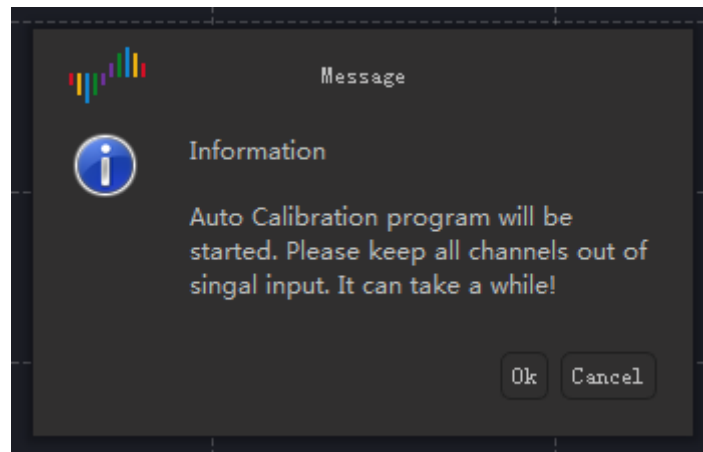 Message
Information
Auto Calibration program will be
started. Please keep all channels out of
singal input. It can take a while!
Ok Cancel